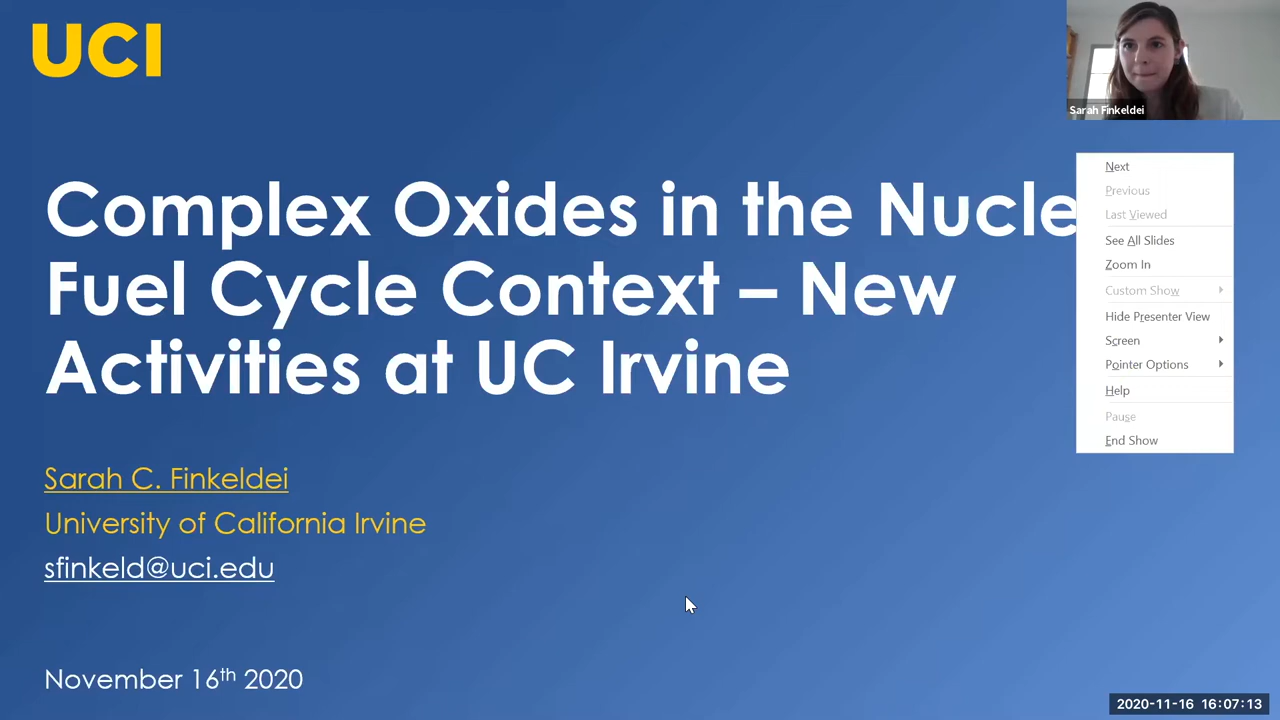 UCI
Sarah Finkeldei
Complex Oxides in the Nucle
Fuel Cycle Context – New
Activities at UC Irvine
Next
Previous
Last Viewed
See All Slides
Zoom In
Custom Show
Hide Presenter View
Screen
Pointer Options
Help
Pause
End Show
Sarah C. Finkeldei
University of California Irvine
sfinkeld@uci.edu
November 16th 2020
2020-11-16 16:07:13